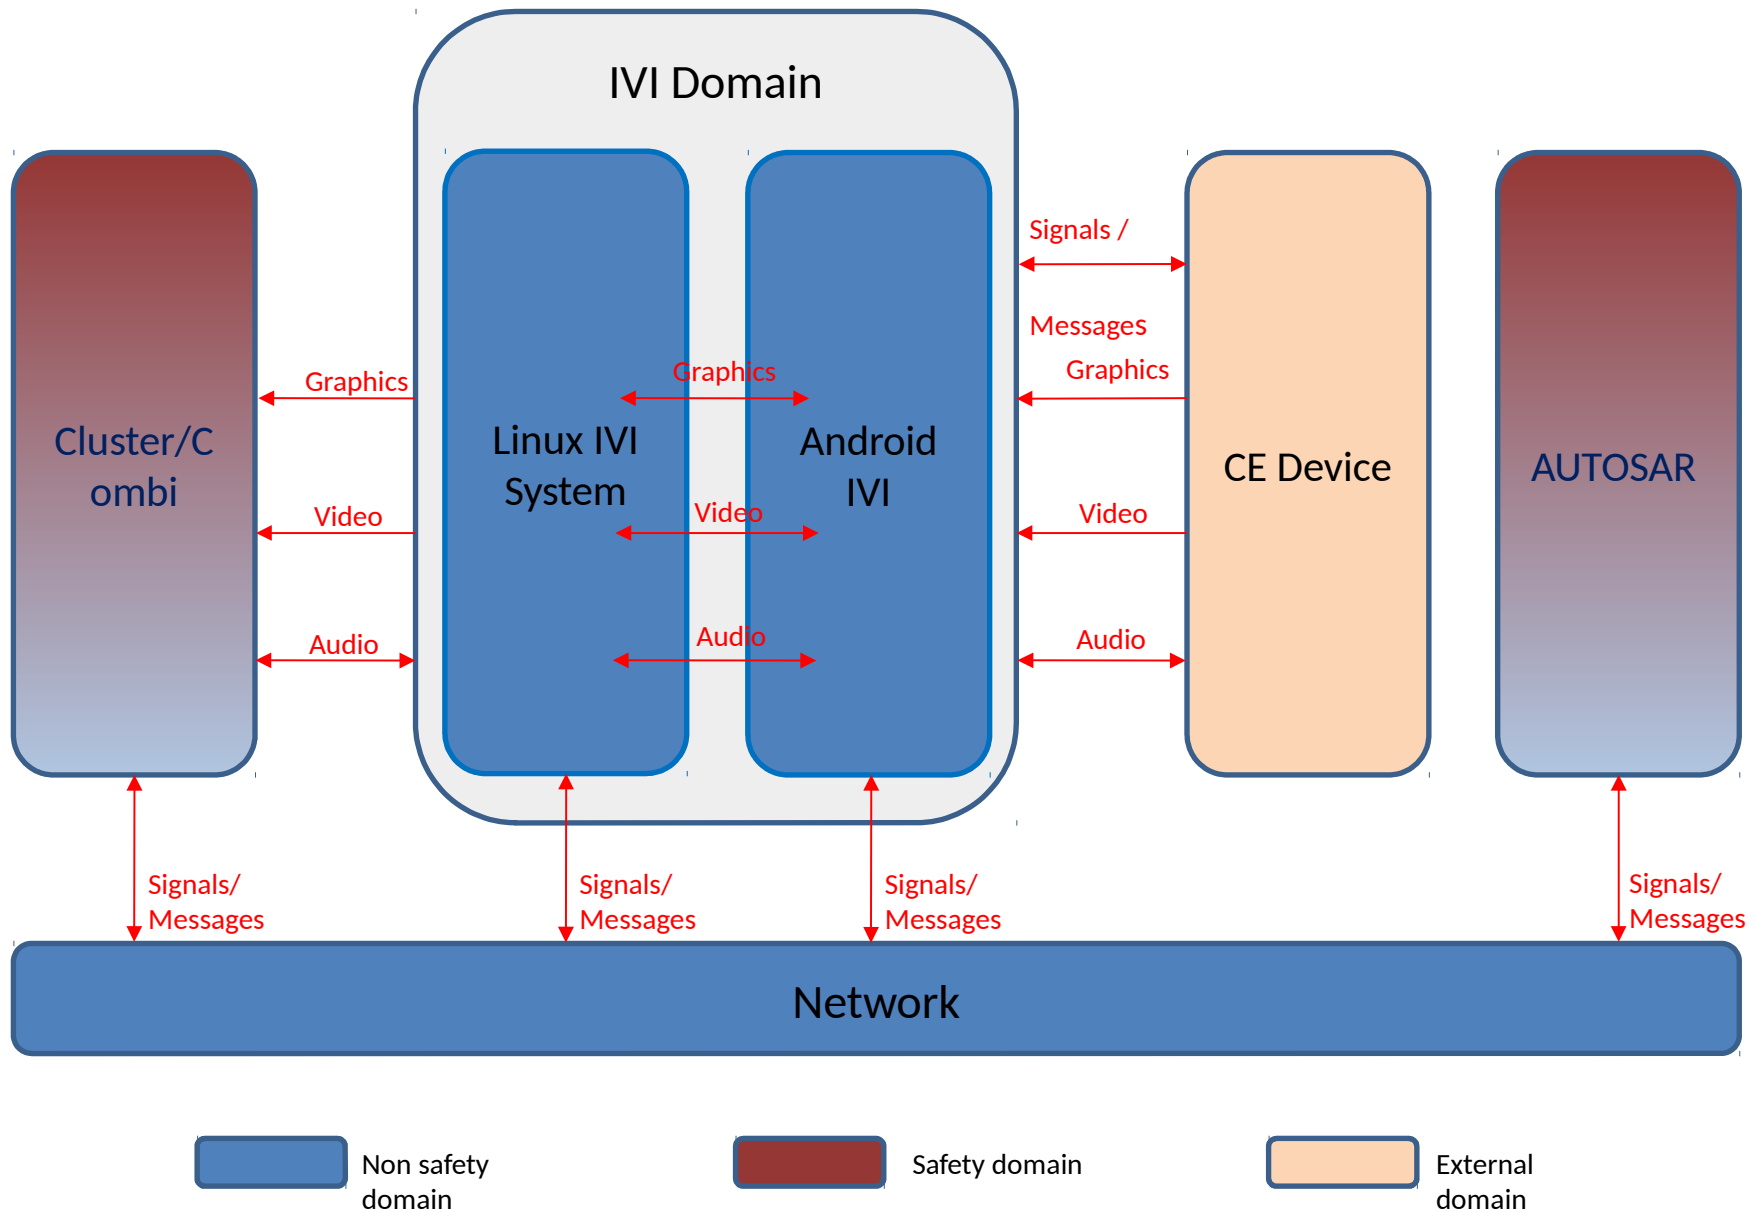 IVI Domain
Signals /
Messages
Graphics
Graphics
Graphics
Cluster/C
ombi
Linux IVI
System
Android
IVI
CE Device
AUTOSAR
Video
Video
Video
Audio
Audio
Audio
Signals/
Messages
Signals/
Messages
Signals/
Messages
Signals/
Messages
Network
Non safety
domain
Safety domain
External
domain